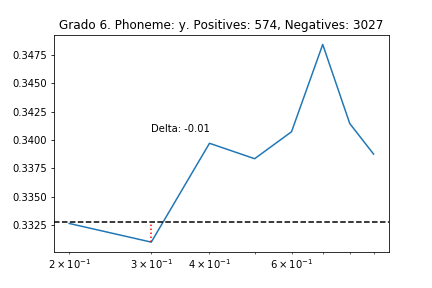 Grado 6. Phoneme: y. Positives: 574, Negatives: 3027
0.3475
0.3450
0.3425
0.3400
0.3375
0.3350
0.3325
Delta: -0.01
2 × 10⁻¹ 3 × 10⁻¹ 4 × 10⁻¹ 6 × 10⁻¹